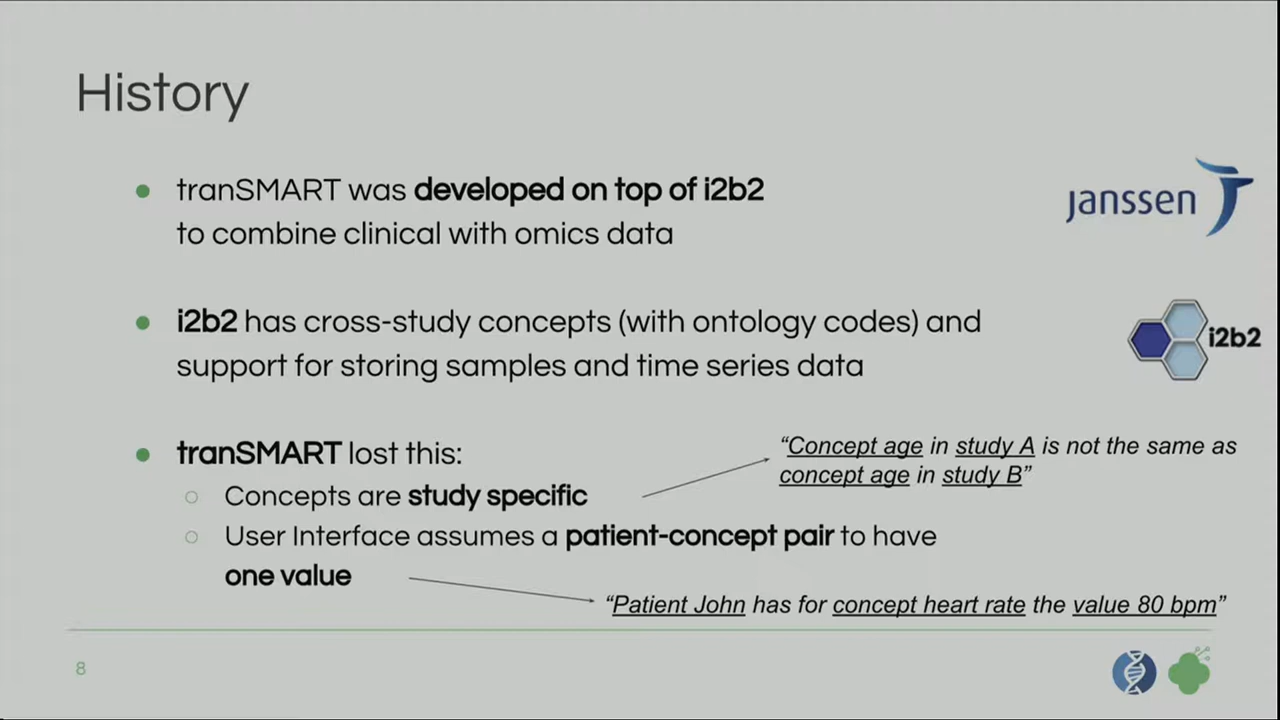 History
● tranSMART was developed on top of i2b2
to combine clinical with omics data
Janssen
● i2b2 has cross-study concepts (with ontology codes) and
support for storing samples and time series data
i2b2
● tranSMART lost this:
○ Concepts are study specific
“Concept age in study A is not the same as
concept age in study B”
○ User Interface assumes a patient-concept pair to have
one value
“Patient John has for concept heart rate the value 80 bpm”
8